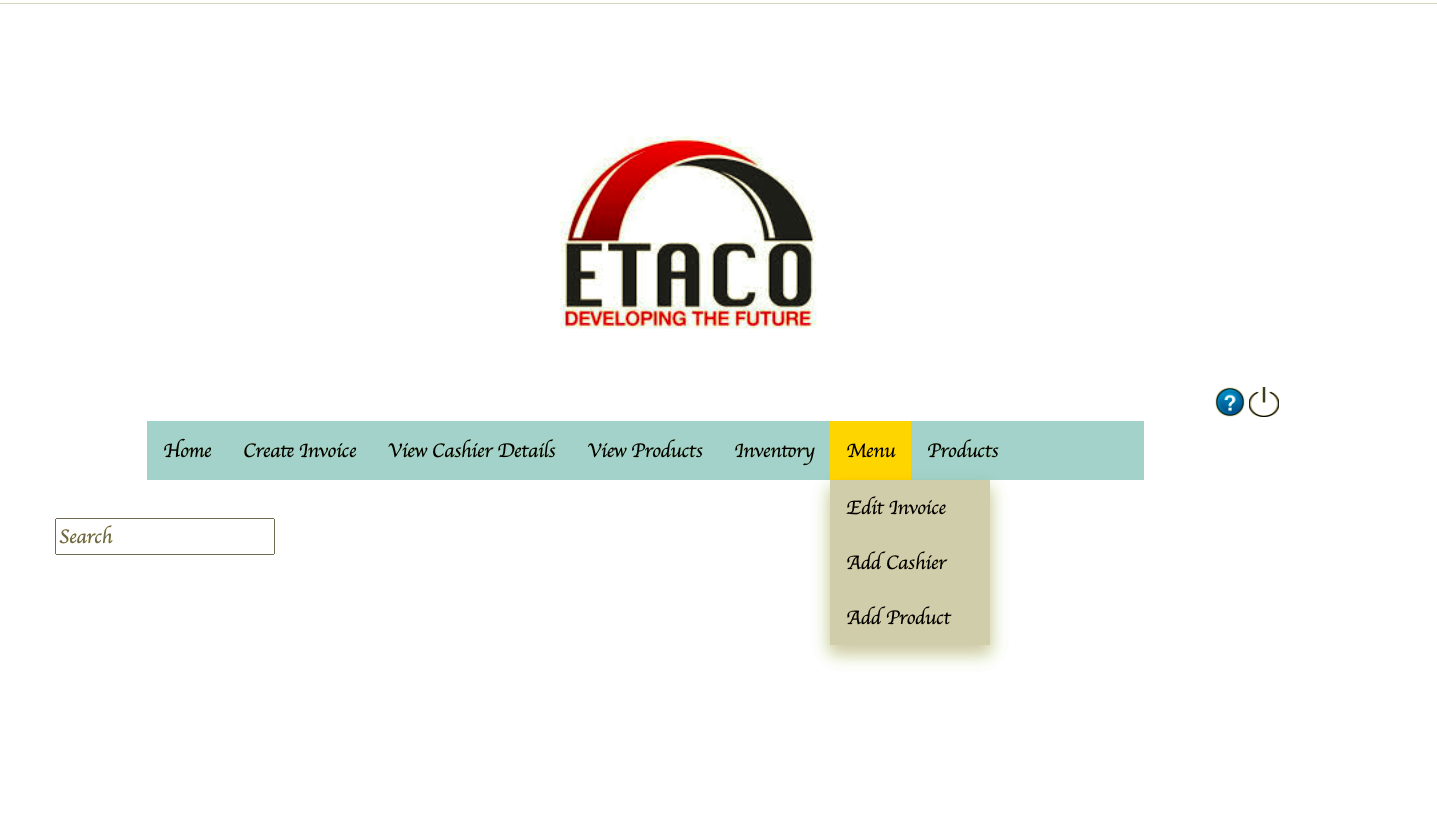 ETACO
DEVELOPING THE FUTURE
?
Home Create Invoice View Cashier Details View Products Inventory Menu Products
Edit Invoice
Search
Add Cashier
Add Product